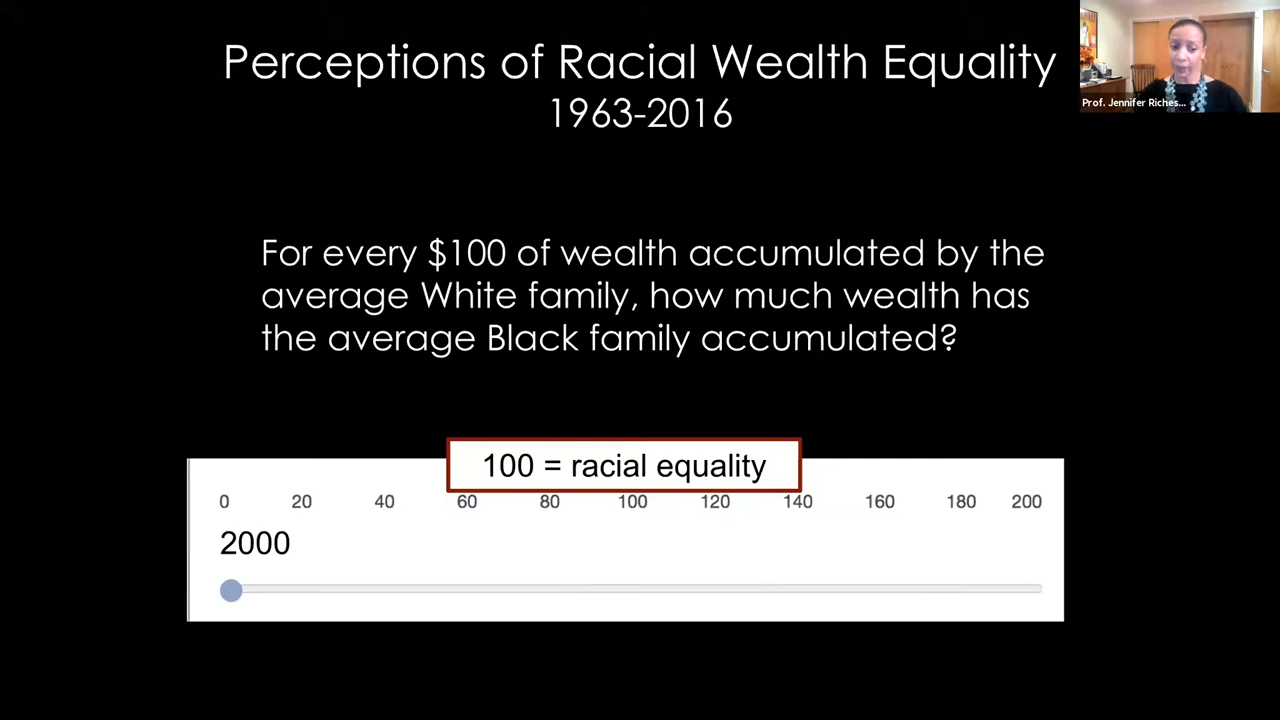 Perceptions of Racial Wealth Equality
1963-2016
Prof. Jennifer Riches...
For every $100 of wealth accumulated by the
average White family, how much wealth has
the average Black family accumulated?
100 = racial equality
0 20 40 60 80 100 120 140 160 180 200
2000